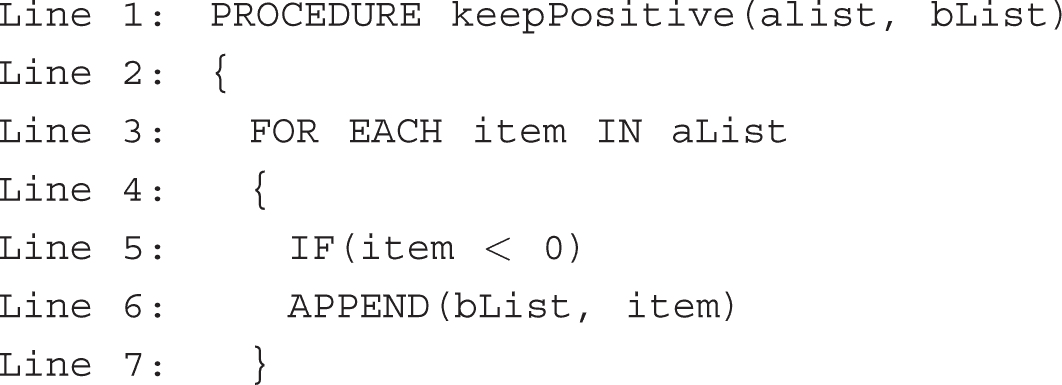 Line 1: PROCEDURE keepPositive(alist, bList)
Line 2: {
Line 3: FOR EACH item IN aList
Line 4: {
Line 5: IF(item < 0)
Line 6: APPEND(bList, item)
Line 7: }